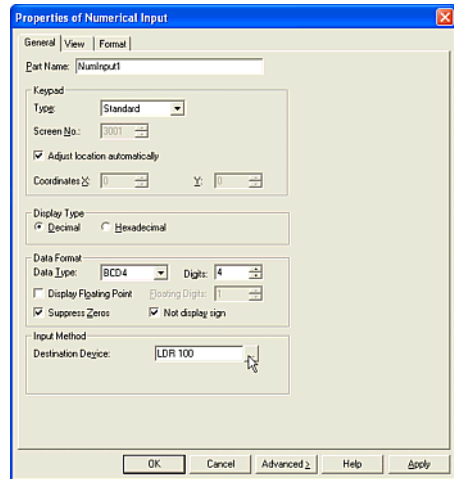 Properties of Numerical Input
General View Format
Part Name: NumInput1
Keypad
Type: Standard
Screen No.: 3001
Adjust location automatically
Coordinates X: 0 Y: 0
Display Type
Decimal Hexadecimal
Data Format
Data Type: BCD4 Digits: 4
Display Floating Point Floating Digits: 1
Suppress Zeros Not display sign
Input Method
Destination Device: LDR 100
OK Cancel Advanced > Help Apply